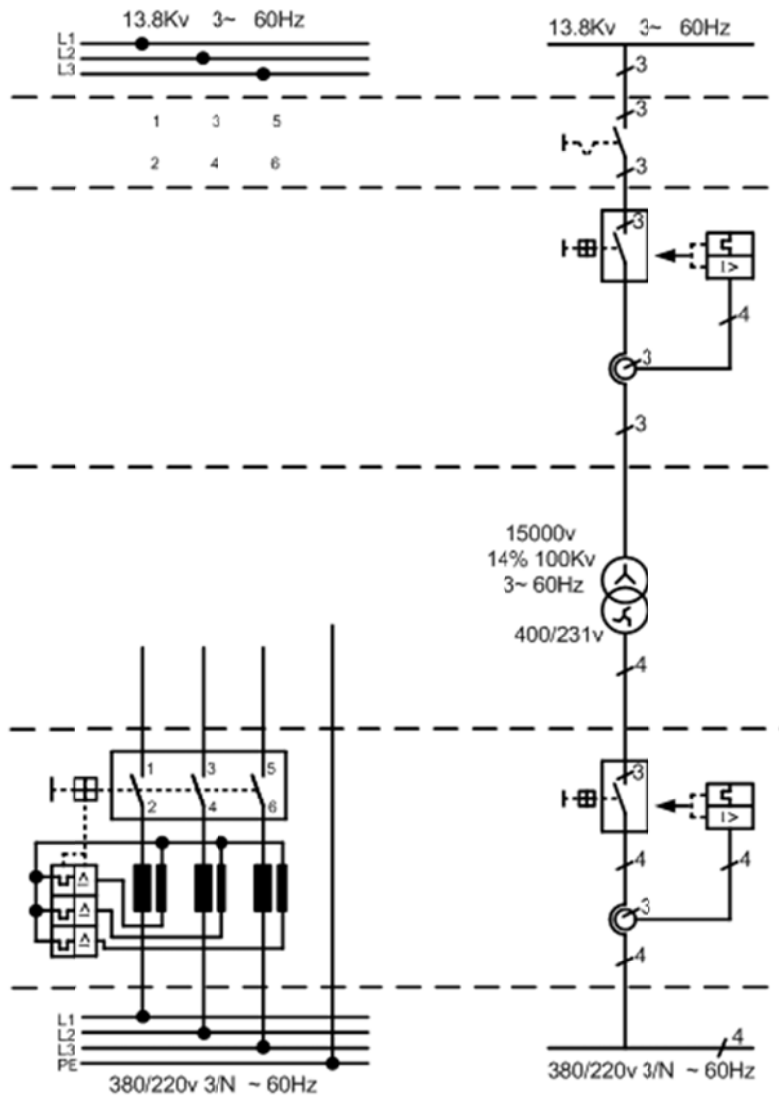 13.8Kv 3~ 60Hz
L1
L2
L3
1 3 5
2 4 6
13.8Kv 3~ 60Hz
3
3
3
3
I>
4
3
3
15000v
14% 100Kv
3~ 60Hz
400/231v
4
1 3 5
2 4 6
L1
L2
L3
PE
380/220v 3/N ~ 60Hz
3
I>
4
4
3
4
4
380/220v 3/N ~ 60Hz